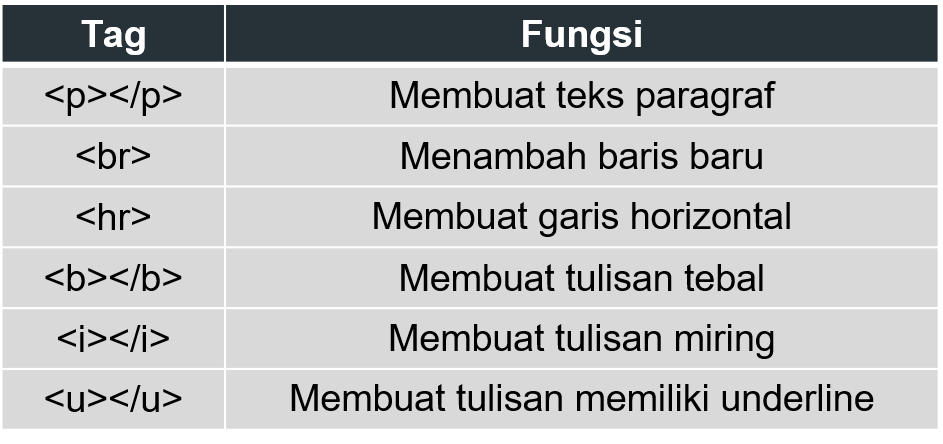 Tag Fungsi
<p></p> Membuat teks paragraf
<br> Menambah baris baru
<hr> Membuat garis horizontal
<b></b> Membuat tulisan tebal
<i></i> Membuat tulisan miring
<u></u> Membuat tulisan memiliki underline